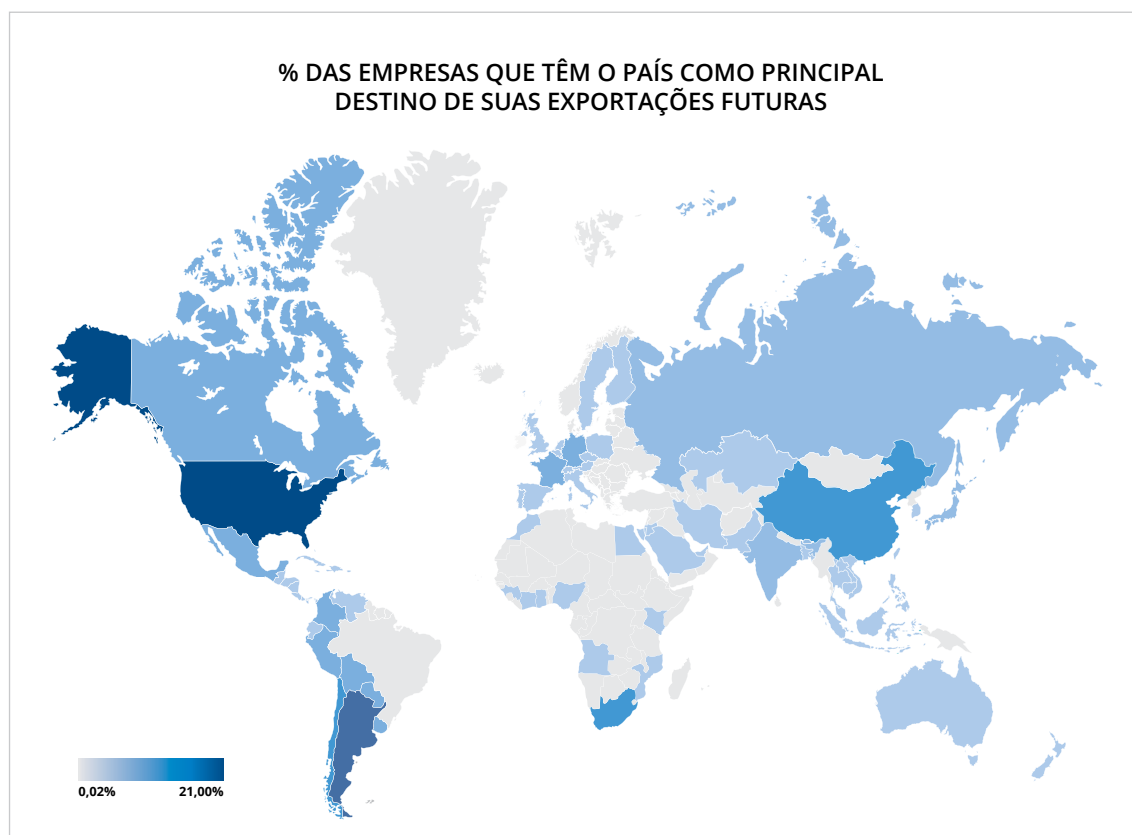 % DAS EMPRESAS QUE TÊM O PAÍS COMO PRINCIPAL
DESTINO DE SUAS EXPORTAÇÕES FUTURAS
0,02% 21,00%